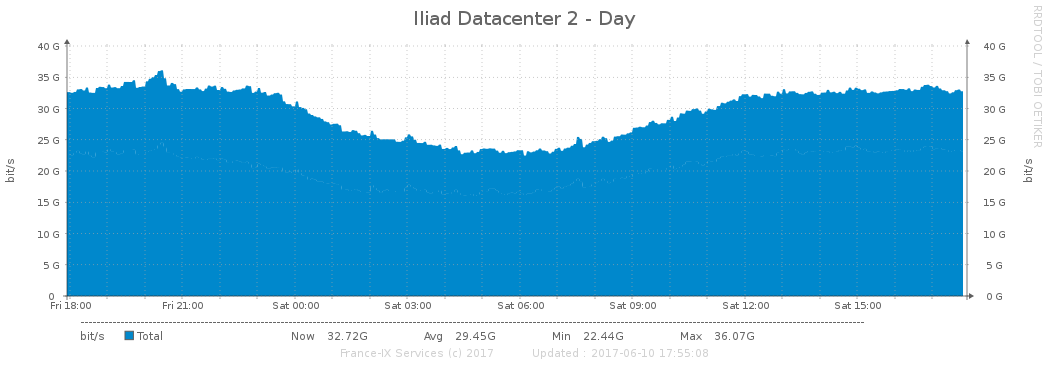 Iliad Datacenter 2 - Day
RRDTOOL / TOBI OETIKER
bit/s
bit/s
40 G 40 G
35 G 35 G
30 G 30 G
25 G 25 G
20 G 20 G
15 G 15 G
10 G 10 G
5 G 5 G
0 0 G
Fri 18:00 Fri 21:00 Sat 00:00 Sat 03:00 Sat 06:00 Sat 09:00 Sat 12:00 Sat 15:00
bit/s Total Now 32.72G Avg 29.45G Min 22.44G Max 36.07G
France-IX Services (c) 2017 Updated : 2017-06-10 17:55:08